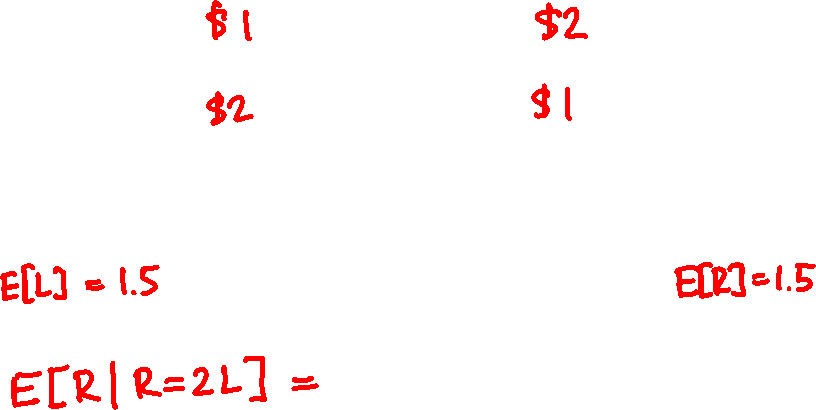 $1 $2
$2 $1
E[L] = 1.5 E[R]=1.5
E[R|R=2L] =